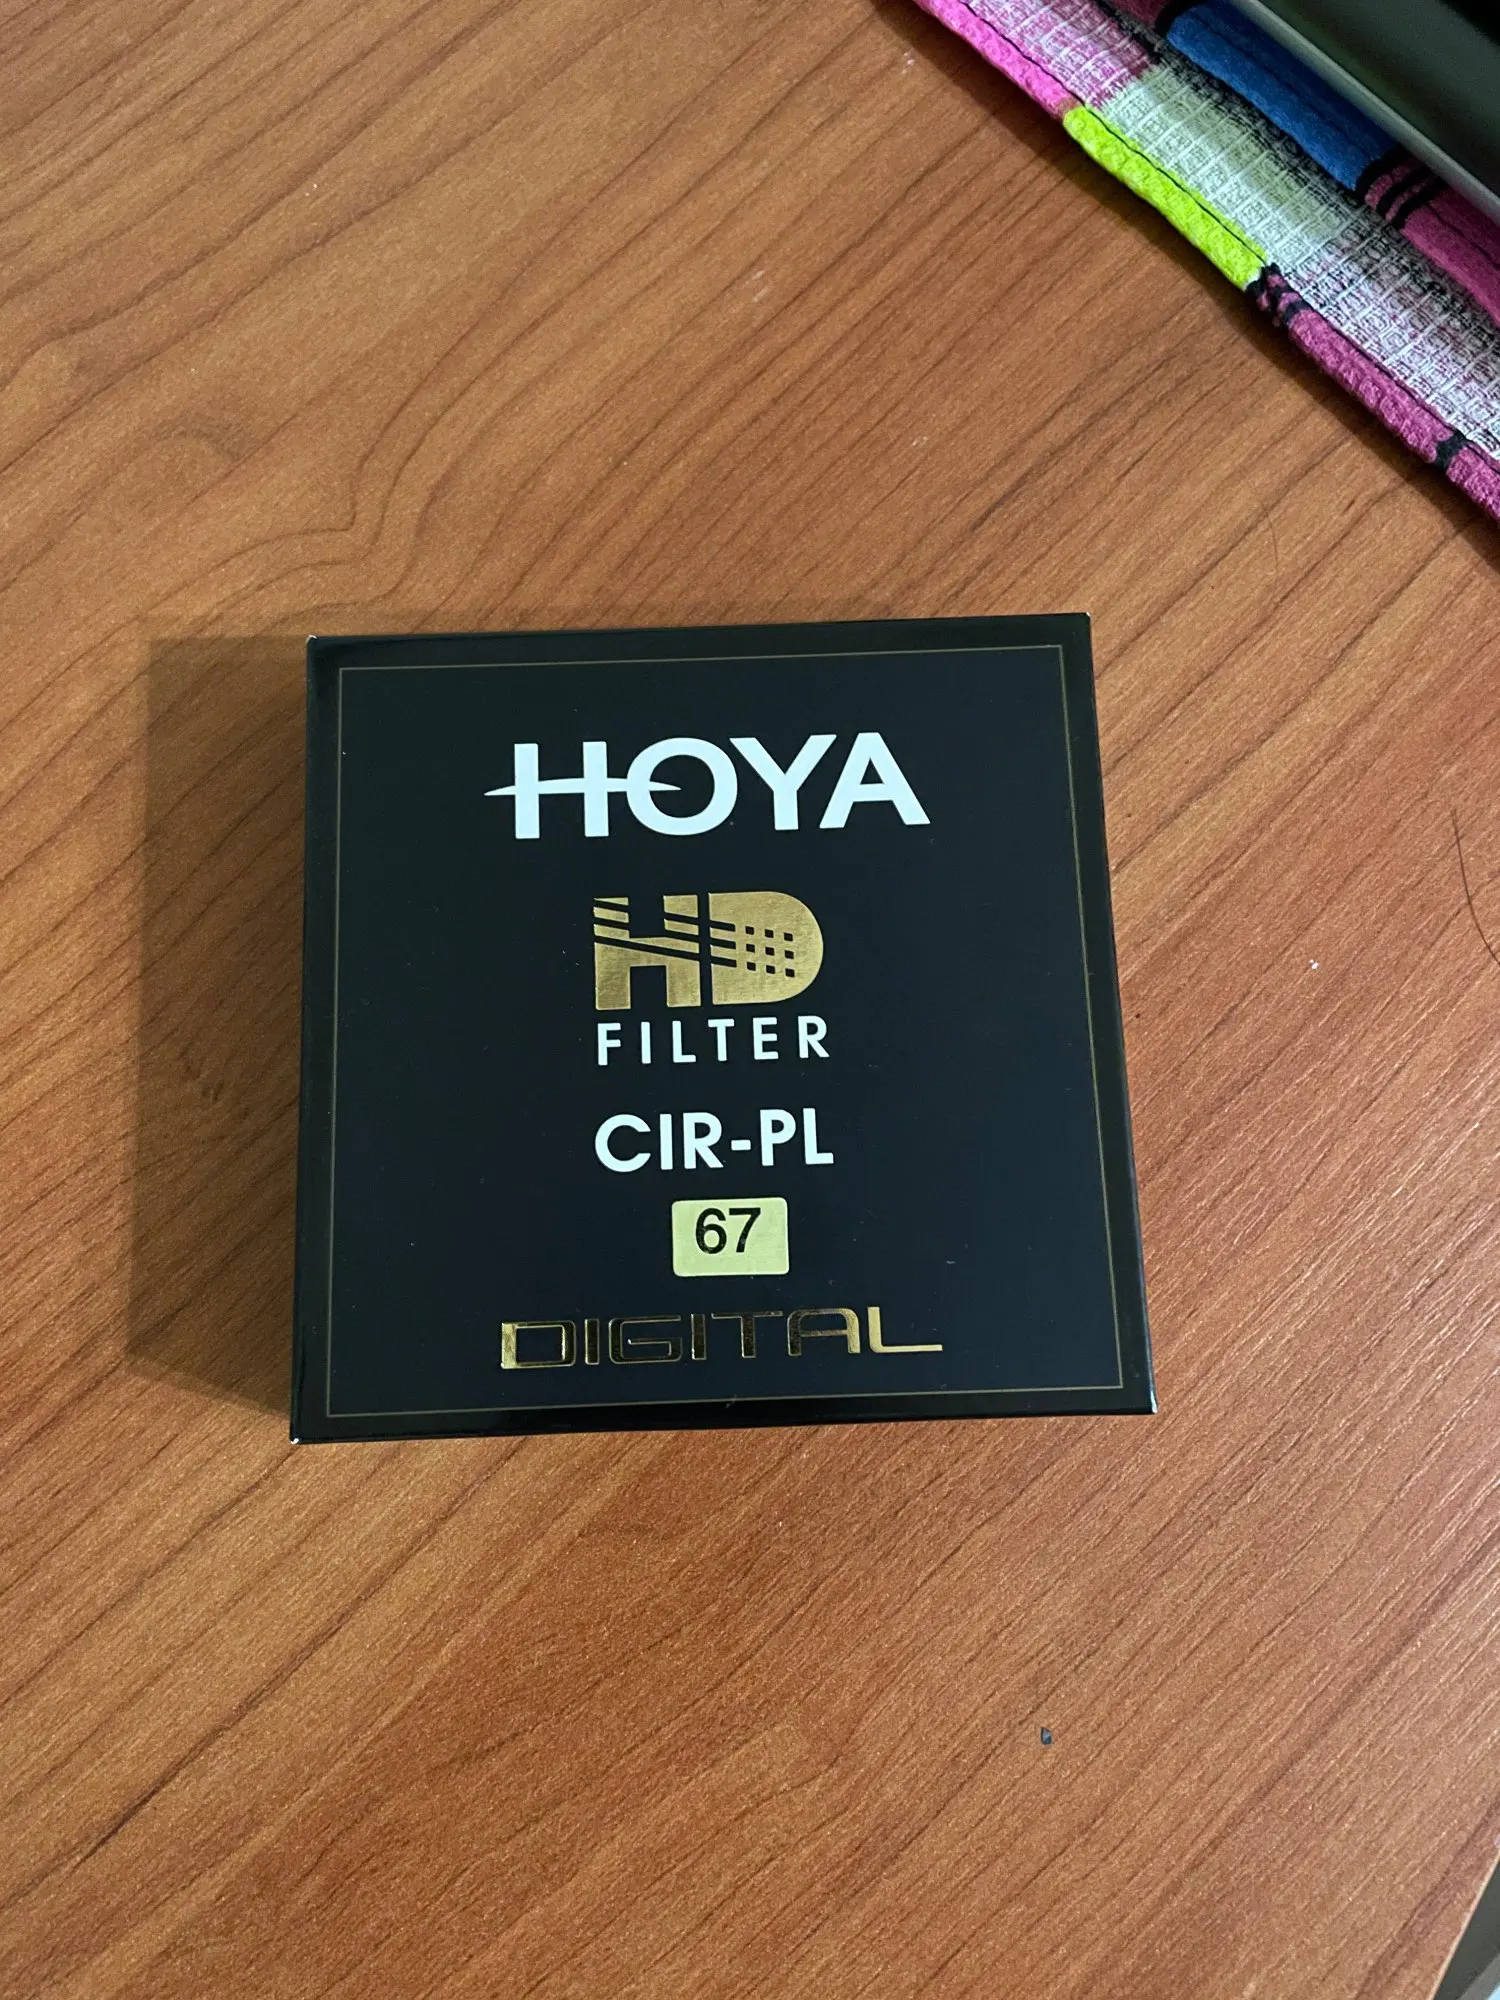 HOYA
HD
FILTER
CIR-PL
67
DIGITAL